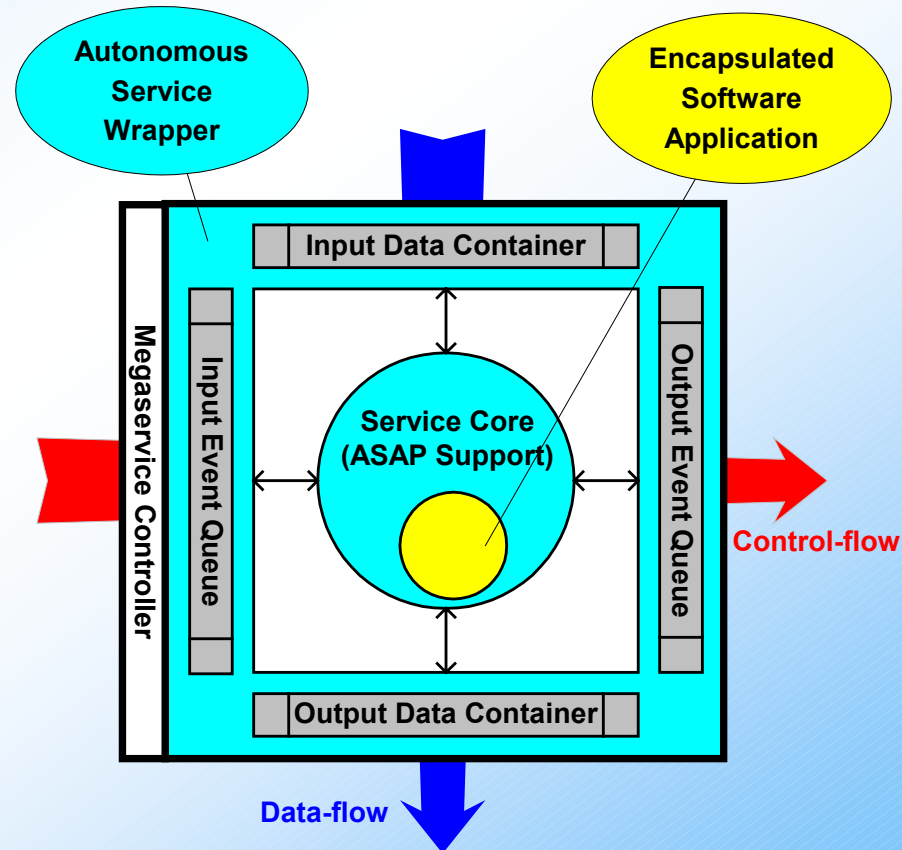 Autonomous
Service
Wrapper
Encapsulated
Software
Application
Input Data Container
Megaservice Controller
Input Event Queue
Service Core
(ASAP Support)
Output Event Queue
Control-flow
Output Data Container
Data-flow